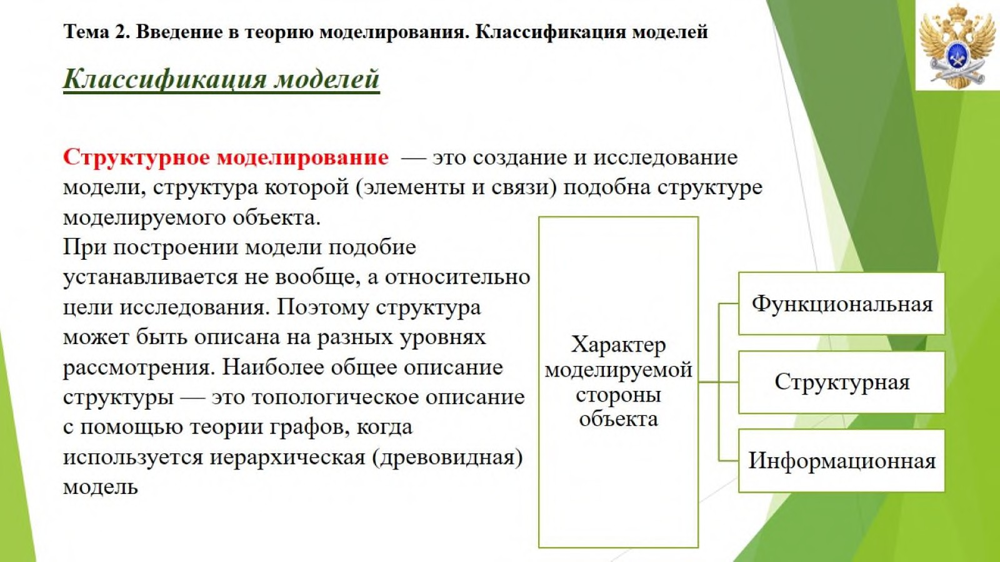 Тема 2. Введение в теорию моделирования. Классификация моделей
Классификация моделей
Структурное моделирование — это создание и исследование
модели, структура которой (элементы и связи) подобна структуре
моделируемого объекта.
При построении модели подобие
устанавливается не вообще, а относительно
цели исследования. Поэтому структура
может быть описана на разных уровнях
рассмотрения. Наиболее общее описание
структуры — это топологическое описание
с помощью теории графов, когда
используется иерархическая (древовидная)
модель
Характер
моделируемой
стороны
объекта
Функциональная
Структурная
Информационная